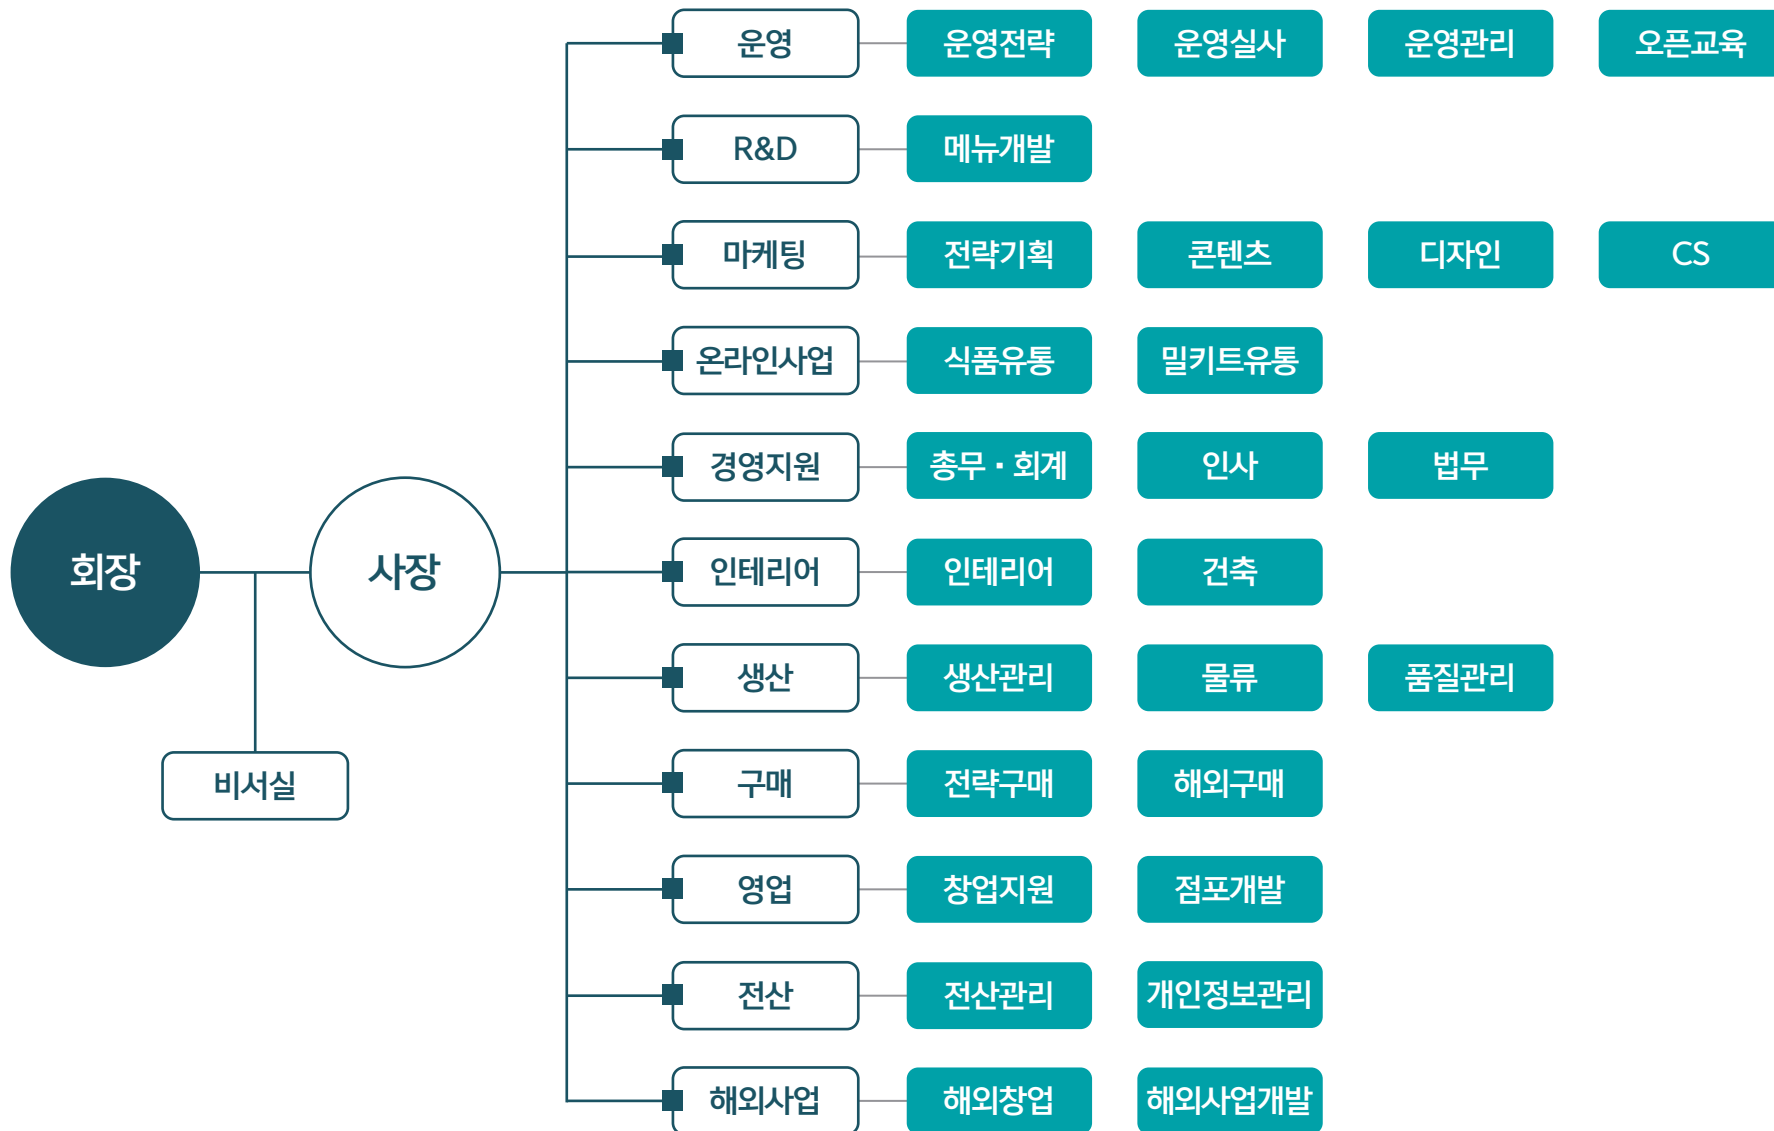 회장
사장
비서실
운영 운영전략 운영실사 운영관리 오픈교육
R&D 메뉴개발
마케팅 전략기획 콘텐츠 디자인 CS
온라인사업 식품유통 밀키트유통
경영지원 총무 · 회계 인사 법무
인테리어 인테리어 건축
생산 생산관리 물류 품질관리
구매 전략구매 해외구매
영업 창업지원 점포개발
전산 전산관리 개인정보관리
해외사업 해외창업 해외사업개발